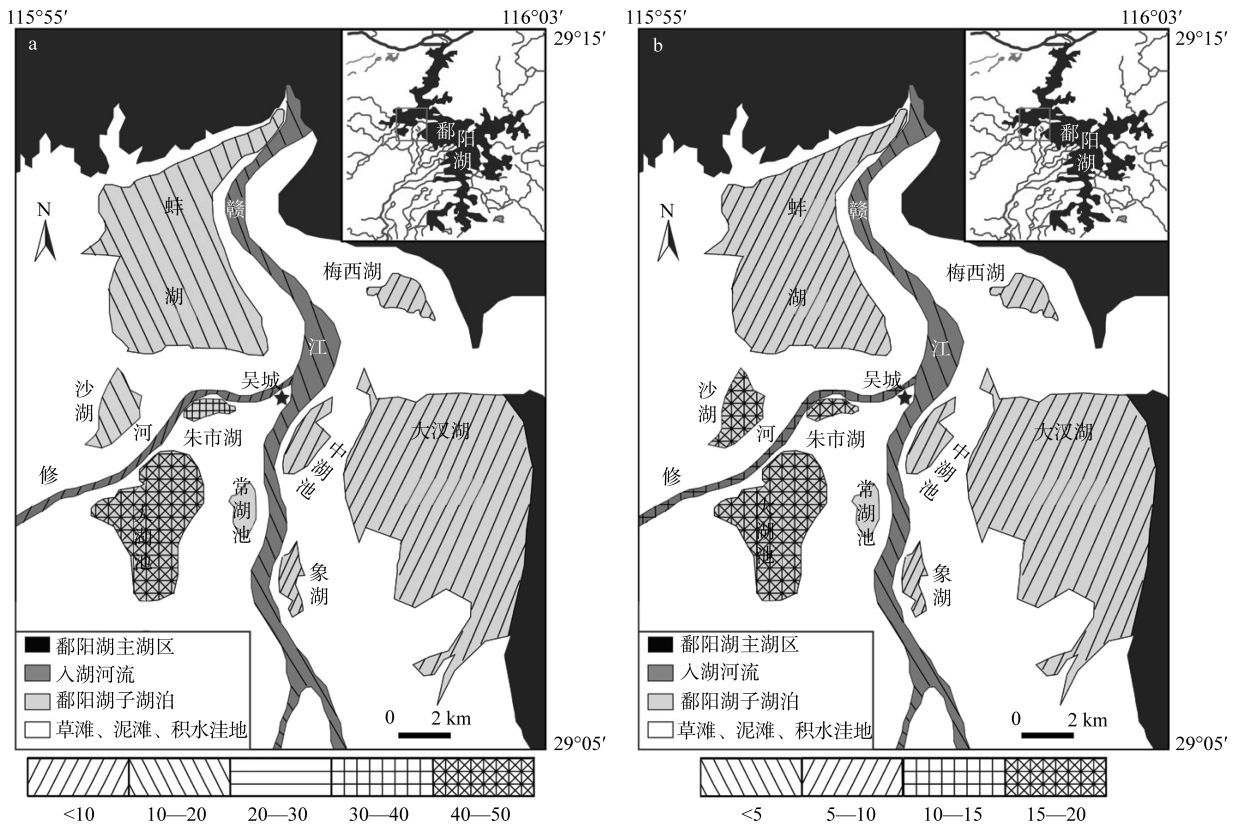 115°55′
116°03′
115°55′
116°03′
a
29°15′
鄱
阳
湖
N
蚌
湖
赣
江
梅西湖
吴城
沙
湖
河
修
朱市湖
大湖池
常
湖
池
中
湖
池
大汊湖
象
湖
鄱阳湖主湖区
入湖河流
鄱阳湖子湖泊
草滩、泥滩、积水洼地
0 2 km
29°05′
<10 10—20 20—30 30—40 40—50
b
29°15′
鄱
阳
湖
N
蚌
湖
赣
江
梅西湖
吴城
沙
湖
河
修
朱市湖
大湖池
常
湖
池
中
湖
池
大汊湖
象
湖
鄱阳湖主湖区
入湖河流
鄱阳湖子湖泊
草滩、泥滩、积水洼地
0 2 km
29°05′
<5 5—10 10—15 15—20